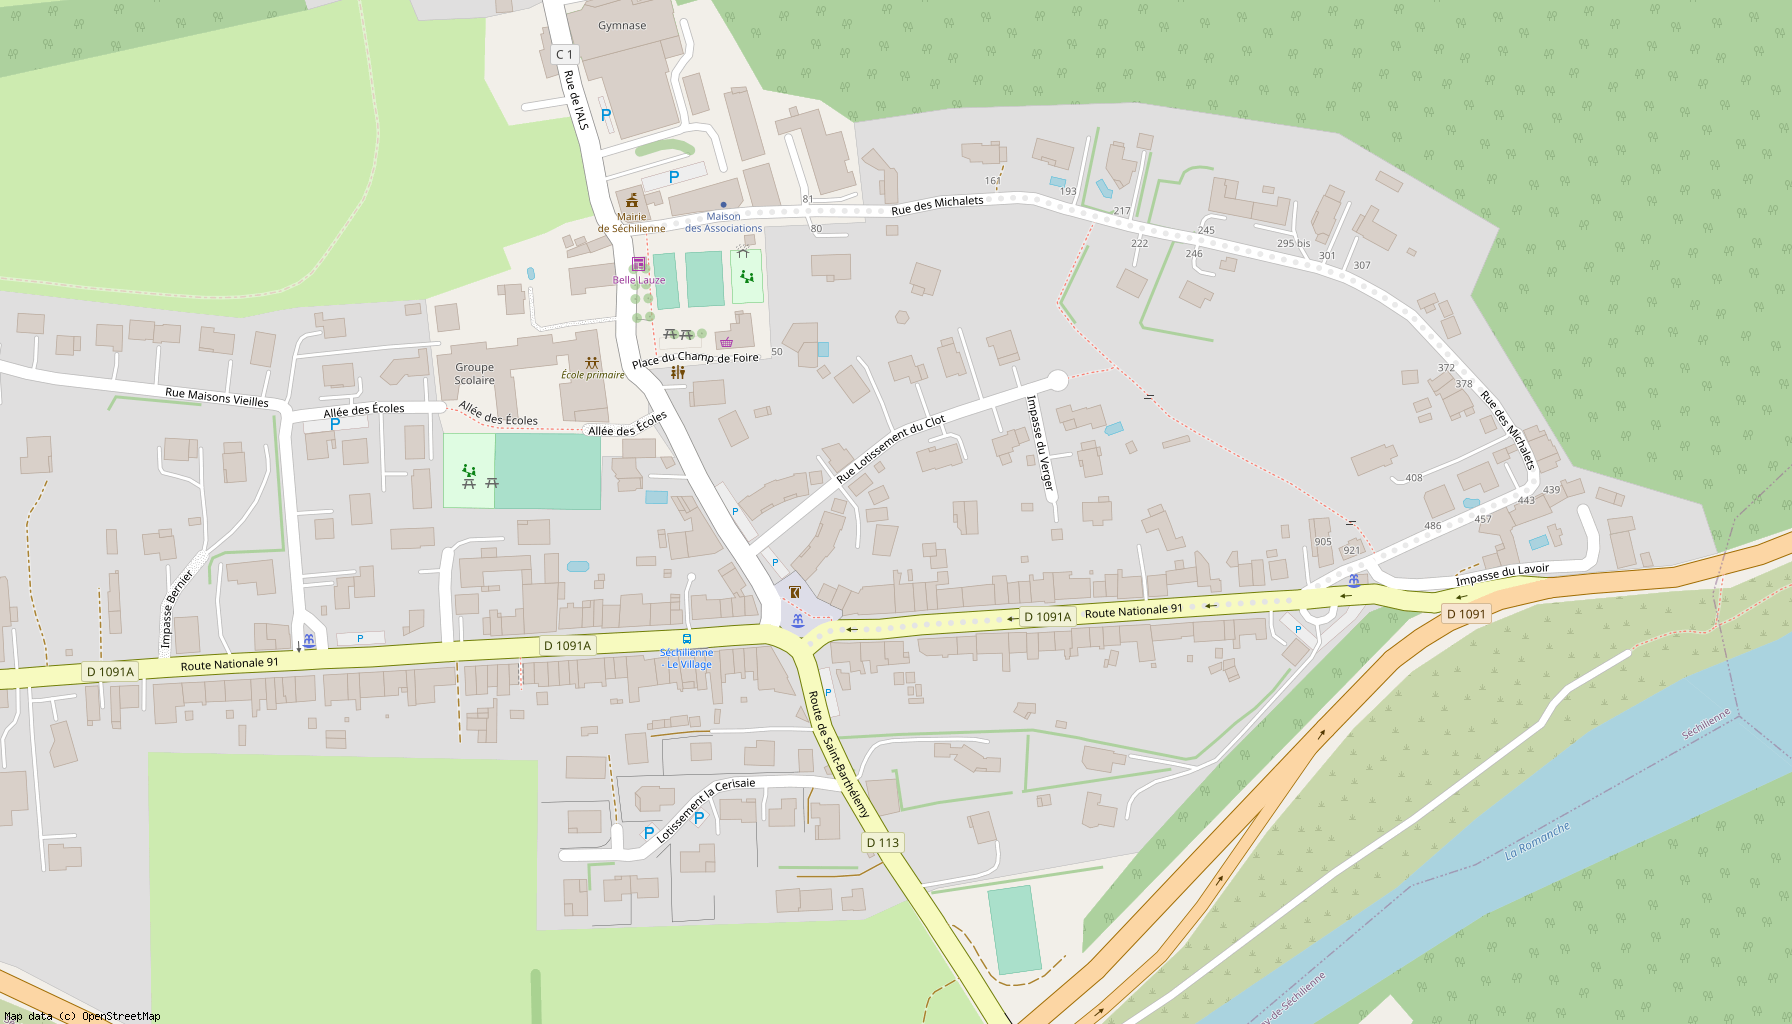 Gymnase
C 1
Rue de l'ALS
P
P
Mairie
de Séchilienne
Maison
des Associations
81
80
Rue des Michalets
161
193
217
222
245
246
295 bis
301
307
Belle Lauze
Place du Champ de Foire
50
Groupe
Scolaire
École primaire
Rue Maisons Vieilles
Allée des Écoles
P
Allée des Écoles
Allée des Écoles
Rue Lotissement du Clot
Impasse du Verger
372
378
Rue des Michalets
408
439
443
457
486
905
921
P
P
Impasse du Lavoir
Impasse Bernier
P
D 1091A
Route Nationale 91
D 1091A
Séchilienne
- Le Village
D 1091A
Route Nationale 91
D 1091
P
P
Route de Saint-Barthélemy
Lotissement la Cerisaie
P
P
D 113
Séchilienne
La Romanche
y-de-Séchilienne
Map data (c) OpenStreetMap